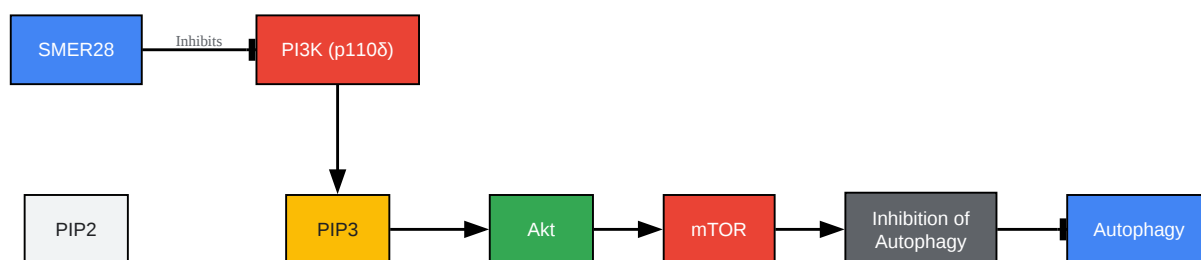 SMER28
Inhibits
PI3K (p110δ)
PIP2
PIP3
Akt
mTOR
Inhibition of
Autophagy
Autophagy